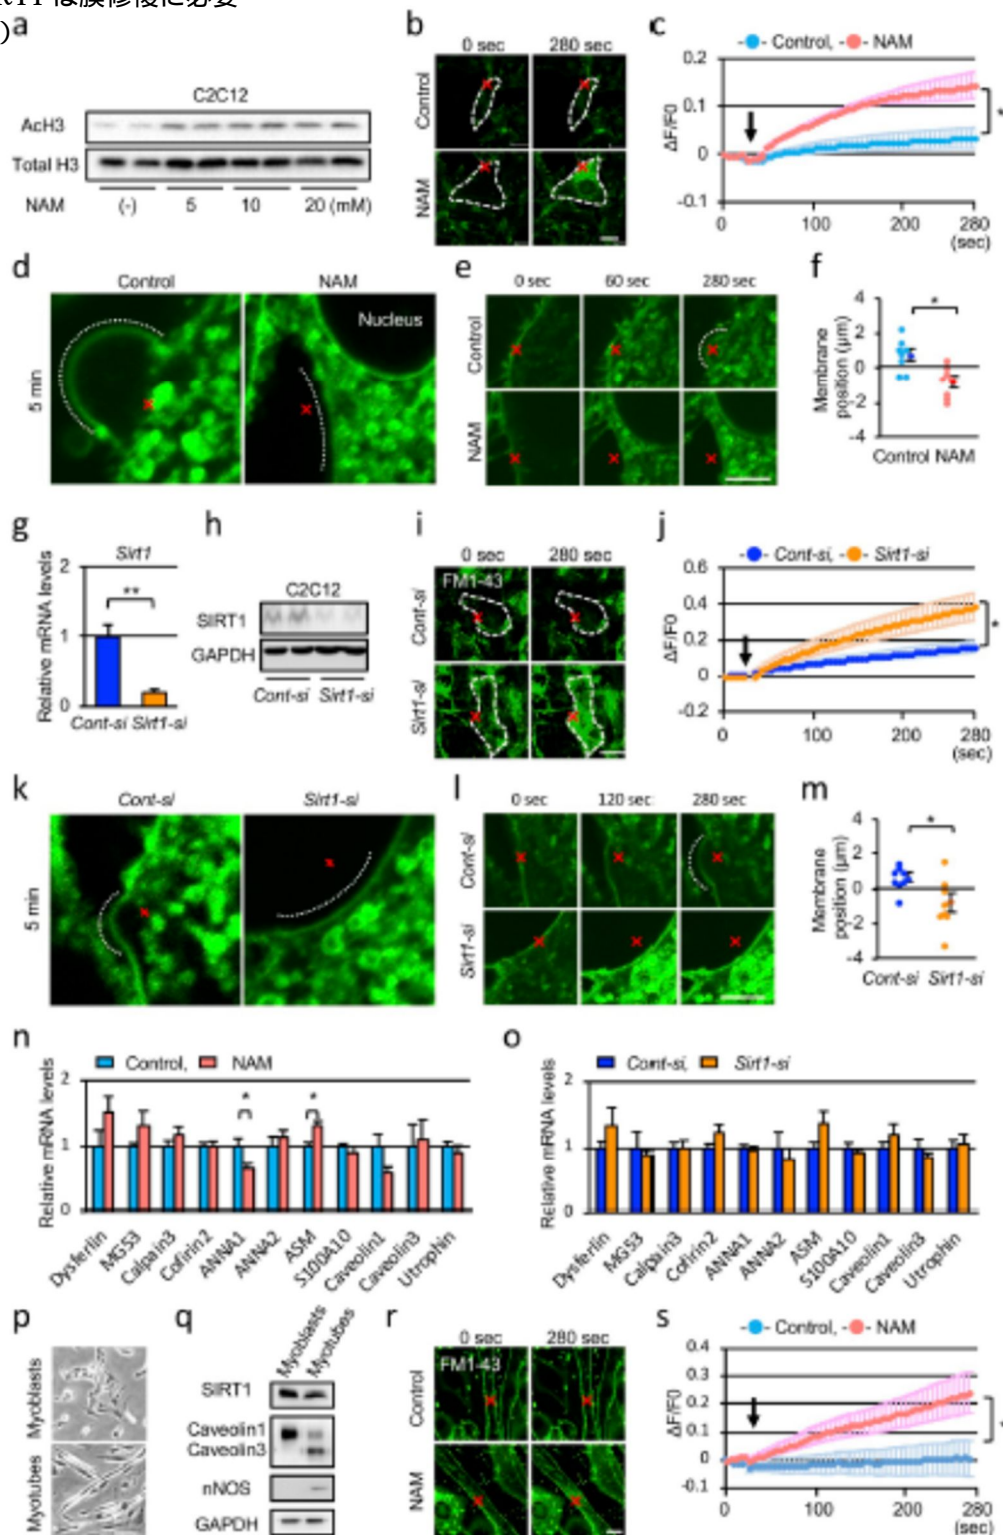 は膜修復に必要
)
a
C2C12
AcH3
Total H3
NAM (-) 5 10 20 (mM)
b
0 sec 280 sec
Control
NAM
c
-●- Control, -●- NAM
ΔF/F0
0.2
0.1
0
-0.1
100 200 280
(sec)
*
d
Control NAM
Nucleus
5 min
e
0 sec 60 sec 280 sec
Control
NAM
f
Membrane
position (μm)
4
2
0
-2
-4
*
Control NAM
g
Sirt1
Relative mRNA levels
2
1
0
**
Cont-si Sirt1-si
h
C2C12
SIRT1
GAPDH
Cont-si Sirt1-si
i
0 sec 280 sec
FM1-43
Cont-si
Sirt1-si
j
-●- Cont-si, -●- Sirt1-si
ΔF/F0
0.6
0.4
0.2
0
-0.2
0 100 200 280
(sec)
*
k
Cont-si Sirt1-si
5 min
l
0 sec 120 sec 280 sec
Cont-si
Sirt1-si
m
Membrane
position (μm)
4
2
0
-2
-4
*
Cont-si Sirt1-si
n
Control, NAM
Relative mRNA levels
2
1
0
* *
Dysferlin MG53 Calpain3 Cofirin2 ANNA1 ANNA2 ASM S100A10 Caveolin1 Caveolin3 Utrophin
o
Cont-si, Sirt1-si
Relative mRNA levels
2
1
0
Dysferlin MG53 Calpain3 Cofirin2 ANNA1 ANNA2 ASM S100A10 Caveolin1 Caveolin3 Utrophin
p
Myoblasts
Myotubes
q
Myoblasts Myotubes
SIRT1
Caveolin1
Caveolin3
nNOS
GAPDH
r
0 sec 280 sec
FM1-43
Control
NAM
s
-●- Control, -●- NAM
ΔF/F0
0.4
0.3
0.2
0.1
0
-0.1
0 100 200 280
(sec)